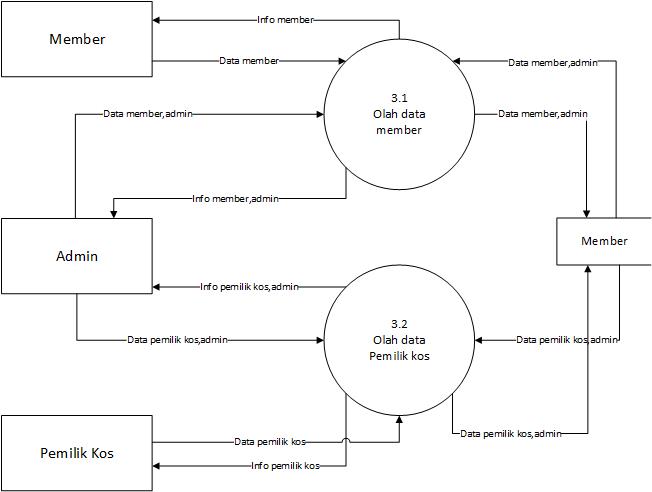 Info member
Member
Data member
Data member,admin
3.1
Olah data
member
Data member,admin
Data member,admin
Info member,admin
Admin
Member
Info pemilik kos,admin
3.2
Olah data
Pemilik kos
Data pemilik kos,admin
Data pemilik kos,admin
Data pemilik kos,admin
Pemilik Kos
Data pemilik kos
Info pemilik kos